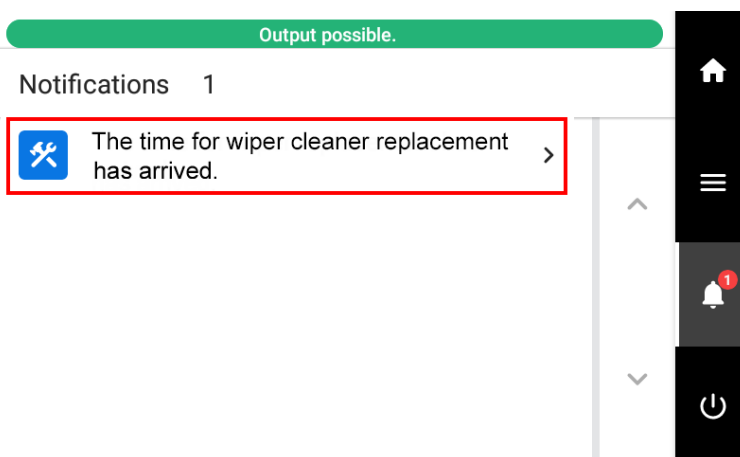 Output possible.
Notifications 1
The time for wiper cleaner replacement
has arrived.
1